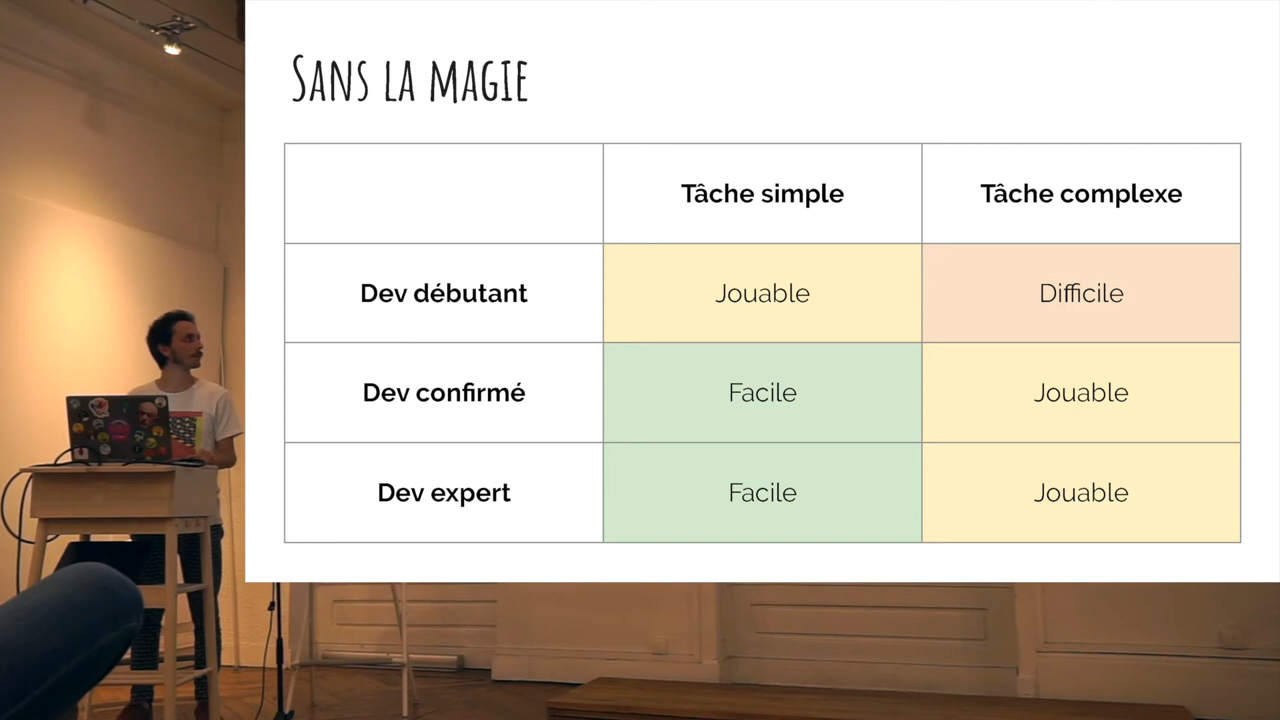 Sans la magie
Tâche simple
Tâche complexe
Dev débutant
Jouable
Difficile
Dev confirmé
Facile
Jouable
Dev expert
Facile
Jouable